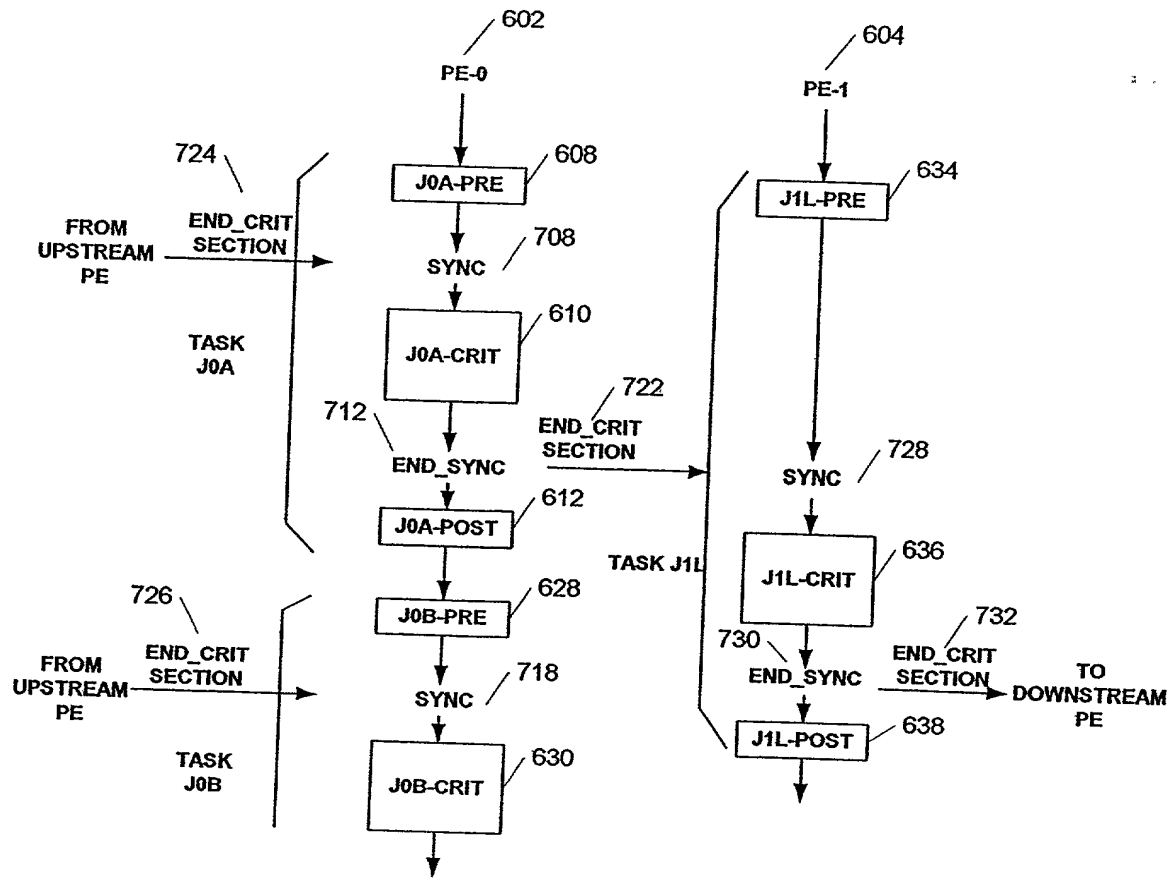 602
604
PE-0
PE-1
724
608
J0A-PRE
634
J1L-PRE
FROM
UPSTREAM
PE
END_CRIT
SECTION
708
SYNC
610
J0A-CRIT
TASK
J0A
722
712
END_CRIT
SECTION
END_SYNC
728
SYNC
612
J0A-POST
636
J1L-CRIT
TASK J1L
726
628
J0B-PRE
END_CRIT
SECTION
FROM
UPSTREAM
PE
718
SYNC
730
732
END_SYNC
END_CRIT
SECTION
TO
DOWNSTREAM
PE
638
J1L-POST
630
J0B-CRIT
TASK
J0B